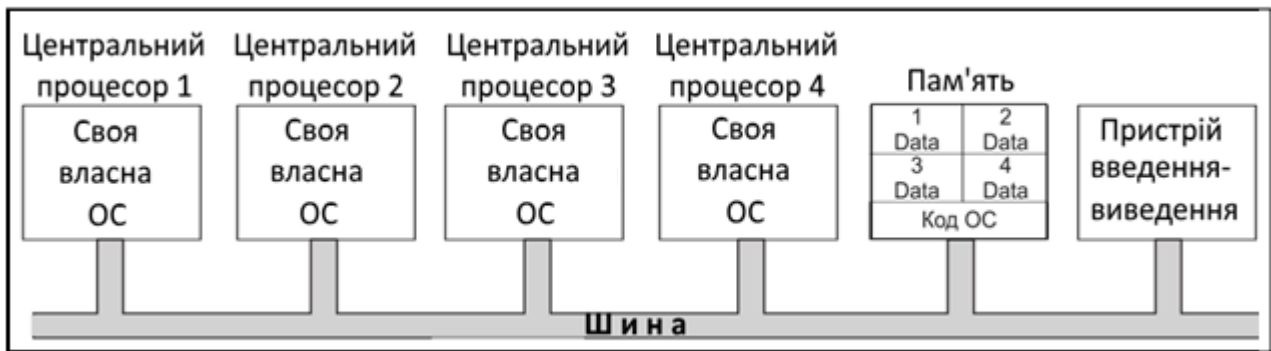 Центральний
процесор 1
Своя
власна
ОС
Центральний
процесор 2
Своя
власна
ОС
Центральний
процесор 3
Своя
власна
ОС
Центральний
процесор 4
Своя
власна
ОС
Пам'ять
1
Data
2
Data
3
Data
4
Data
Код ОС
Пристрій
введення-
виведення
Шина